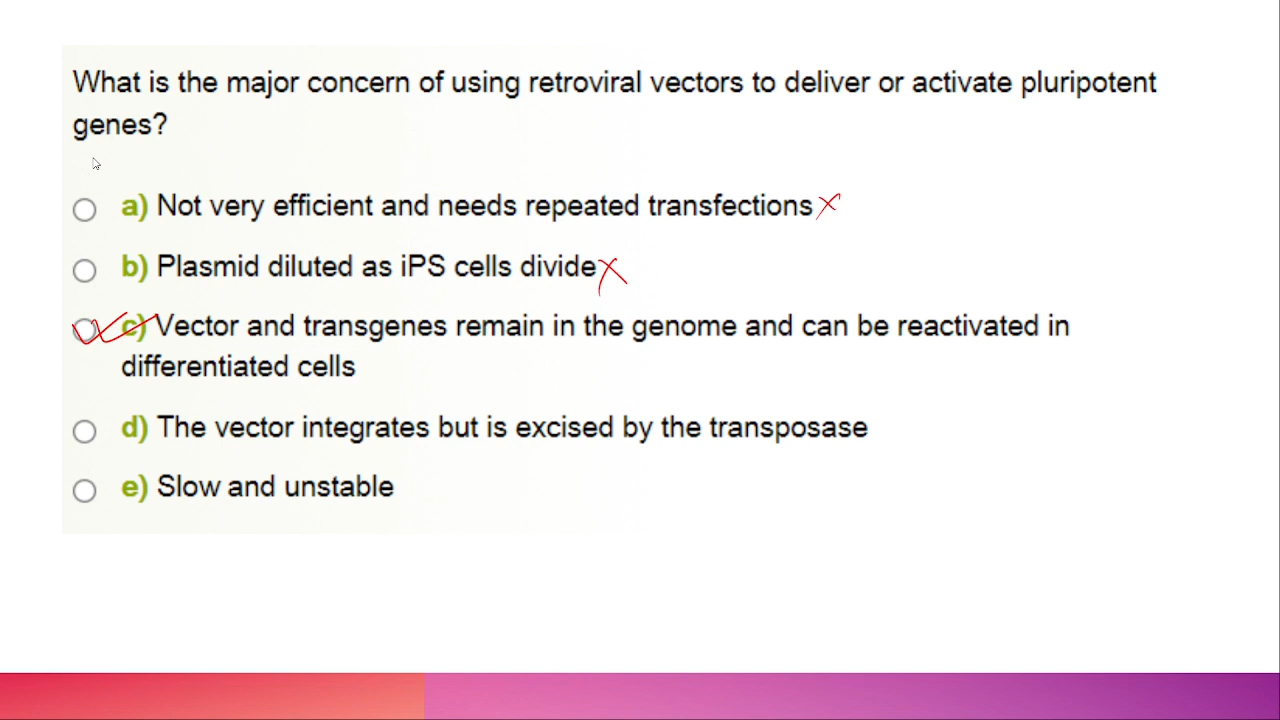 What is the major concern of using retroviral vectors to deliver or activate pluripotent
genes?
a) Not very efficient and needs repeated transfections
b) Plasmid diluted as iPS cells divide
c) Vector and transgenes remain in the genome and can be reactivated in
differentiated cells
d) The vector integrates but is excised by the transposase
e) Slow and unstable